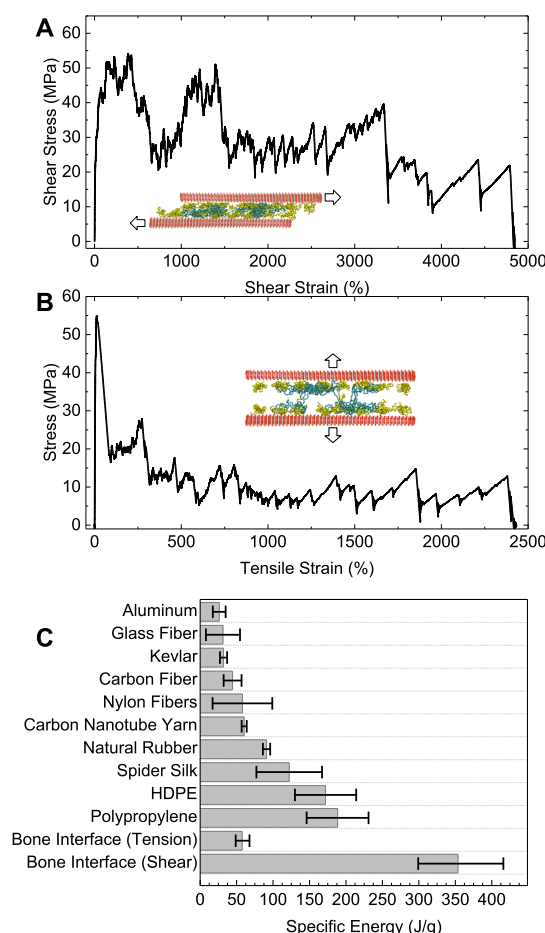 A
60
50
40
30
20
10
0
Shear Stress (MPa)
0 1000 2000 3000 4000 5000
Shear Strain (%)
B
60
50
40
30
20
10
0
Stress (MPa)
0 500 1000 1500 2000 2500
Tensile Strain (%)
C
Aluminum
Glass Fiber
Kevlar
Carbon Fiber
Nylon Fibers
Carbon Nanotube Yarn
Natural Rubber
Spider Silk
HDPE
Polypropylene
Bone Interface (Tension)
Bone Interface (Shear)
0 50 100 150 200 250 300 350 400
Specific Energy (J/g)